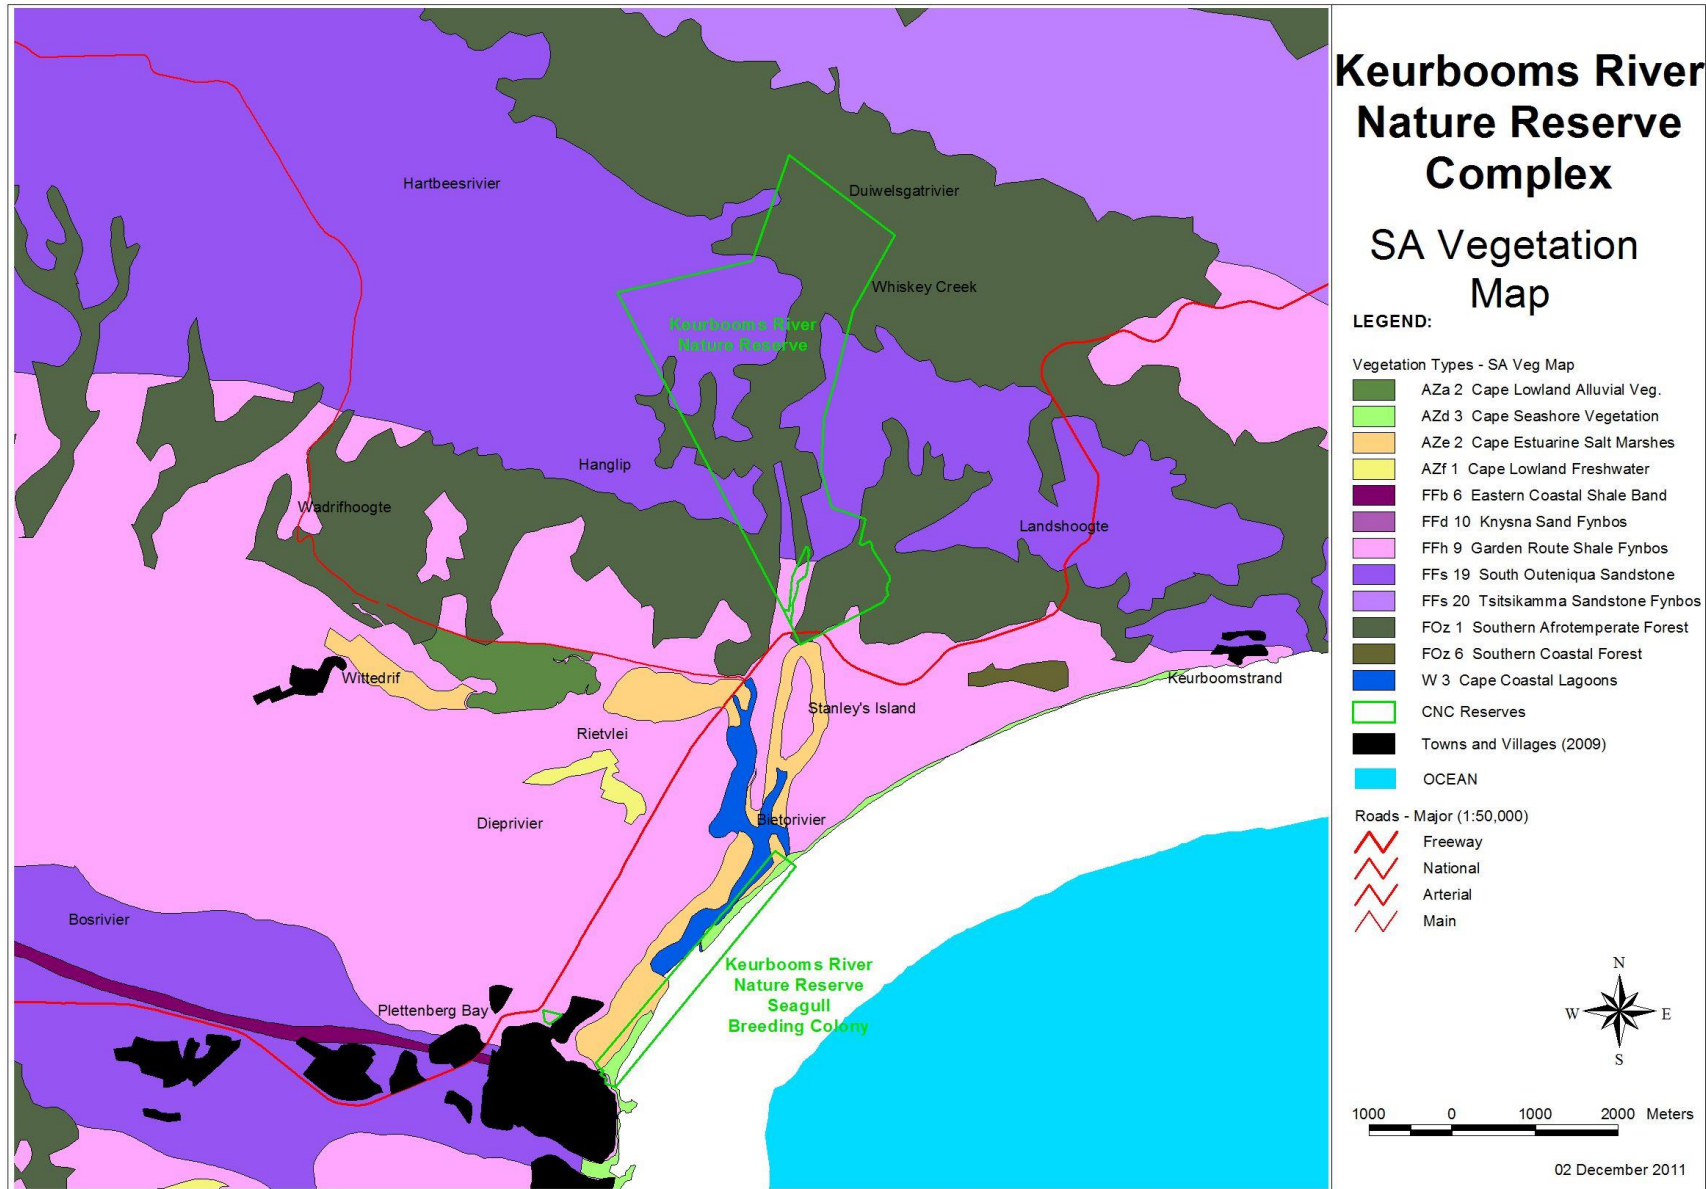 Keurbooms River
Nature Reserve
Complex
SA Vegetation
Map
LEGEND:
Vegetation Types - SA Veg Map
AZa 2 Cape Lowland Alluvial Veg.
AZd 3 Cape Seashore Vegetation
AZe 2 Cape Estuarine Salt Marshes
AZf 1 Cape Lowland Freshwater
FFb 6 Eastern Coastal Shale Band
FFd 10 Knysna Sand Fynbos
FFh 9 Garden Route Shale Fynbos
FFs 19 South Outeniqua Sandstone
FFs 20 Tsitsikamma Sandstone Fynbos
FOz 1 Southern Afrotemperate Forest
FOz 6 Southern Coastal Forest
W 3 Cape Coastal Lagoons
CNC Reserves
Towns and Villages (2009)
OCEAN
Roads - Major (1:50,000)
Freeway
National
Arterial
Main
N
W
E
S
1000 0 1000 2000 Meters
02 December 2011
Hartbeesrivier
Duiwelsgatrivier
Whiskey Creek
Keurbooms River
Nature Reserve
Hanglip
Wadrifhoogte
Landshoogte
Wittedrif
Keurboomstrand
Stanley's Island
Rietvlei
Dieprivier
Bietorivier
Bosrivier
Keurbooms River
Nature Reserve
Seagull
Breeding Colony
Plettenberg Bay